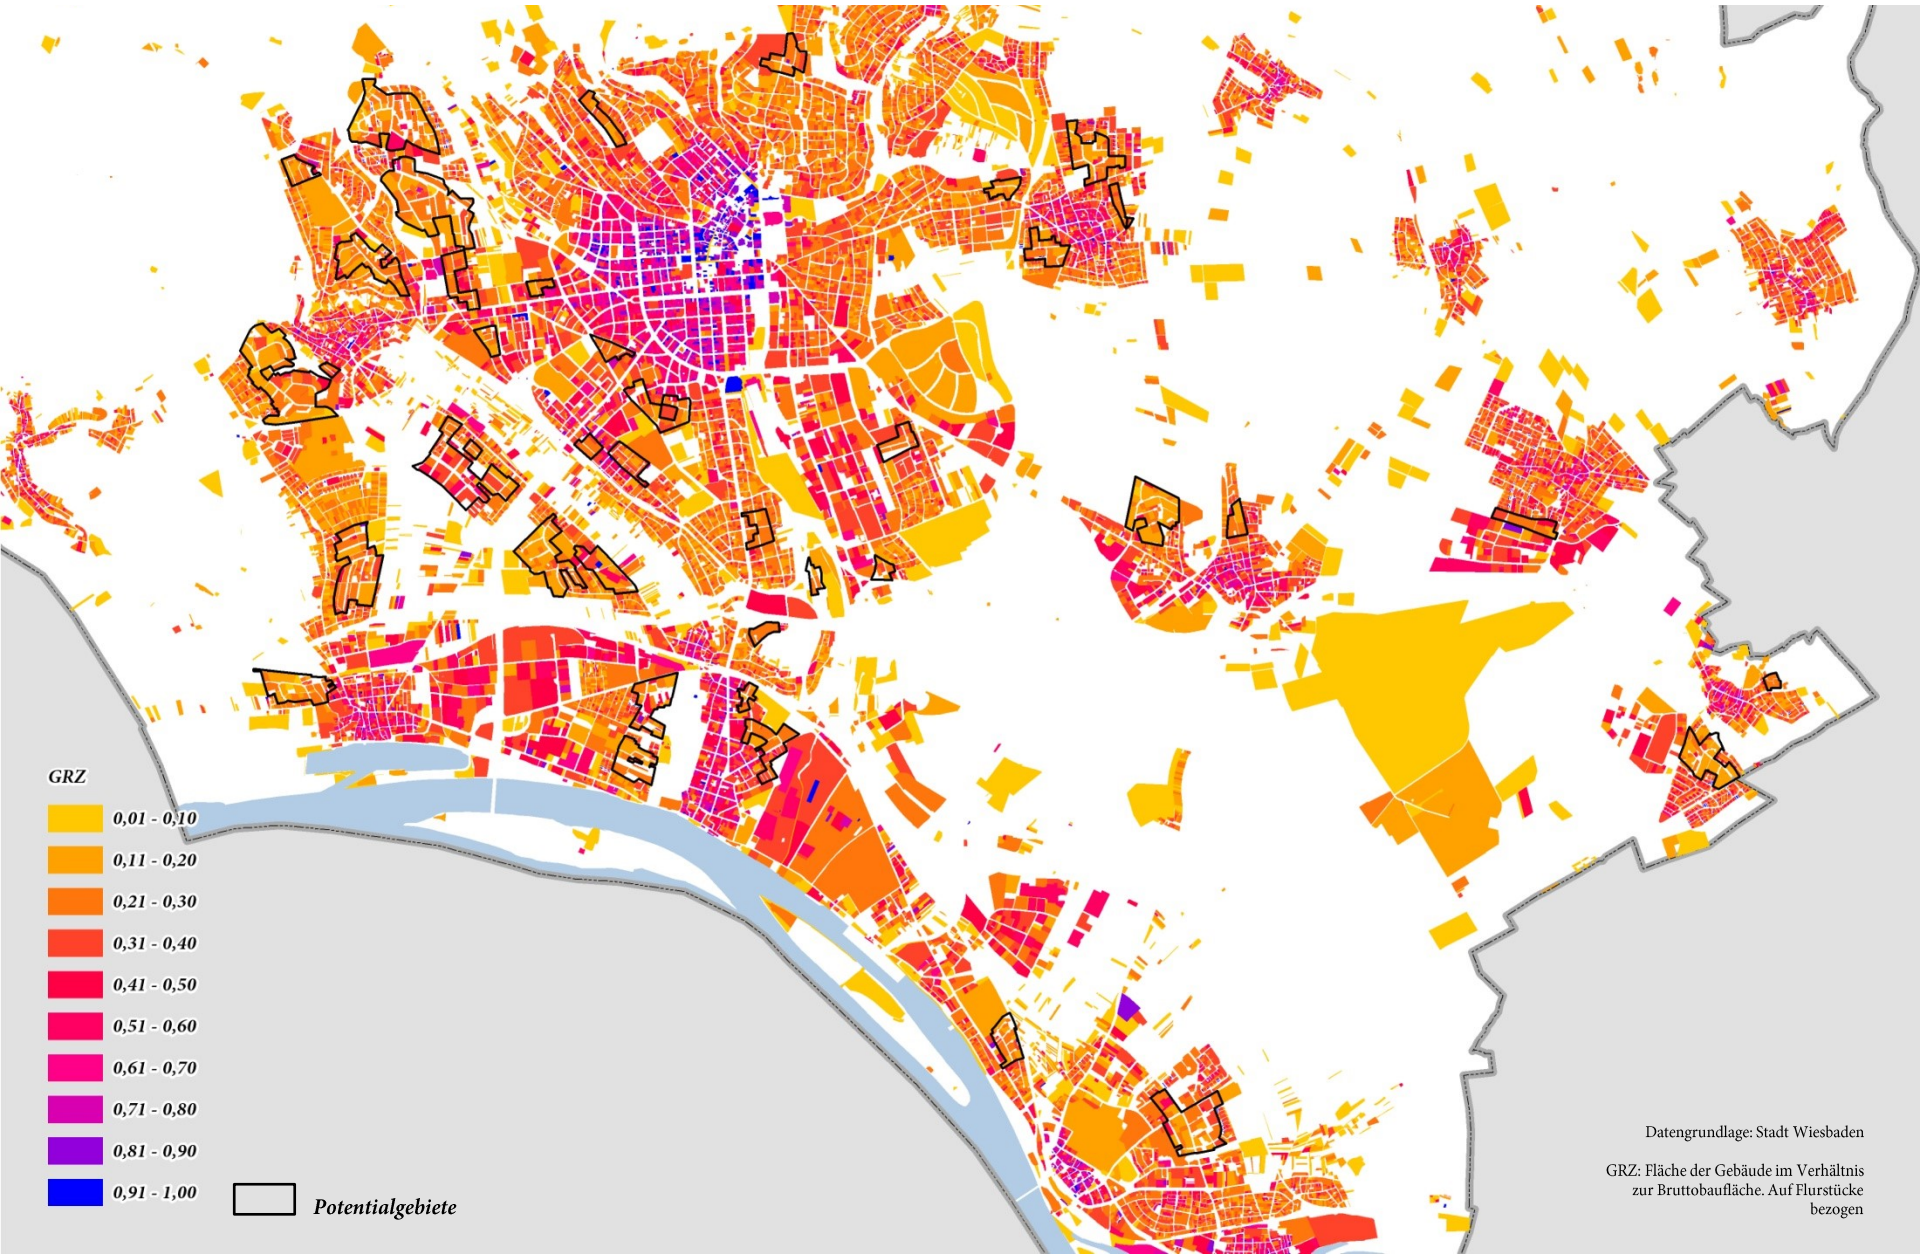 GRZ
0,01 - 0,10
0,11 - 0,20
0,21 - 0,30
0,31 - 0,40
0,41 - 0,50
0,51 - 0,60
0,61 - 0,70
0,71 - 0,80
0,81 - 0,90
0,91 - 1,00
Potentialgebiete
Datengrundlage: Stadt Wiesbaden
GRZ: Fläche der Gebäude im Verhältnis
zur Bruttobaufläche. Auf Flurstücke
bezogen